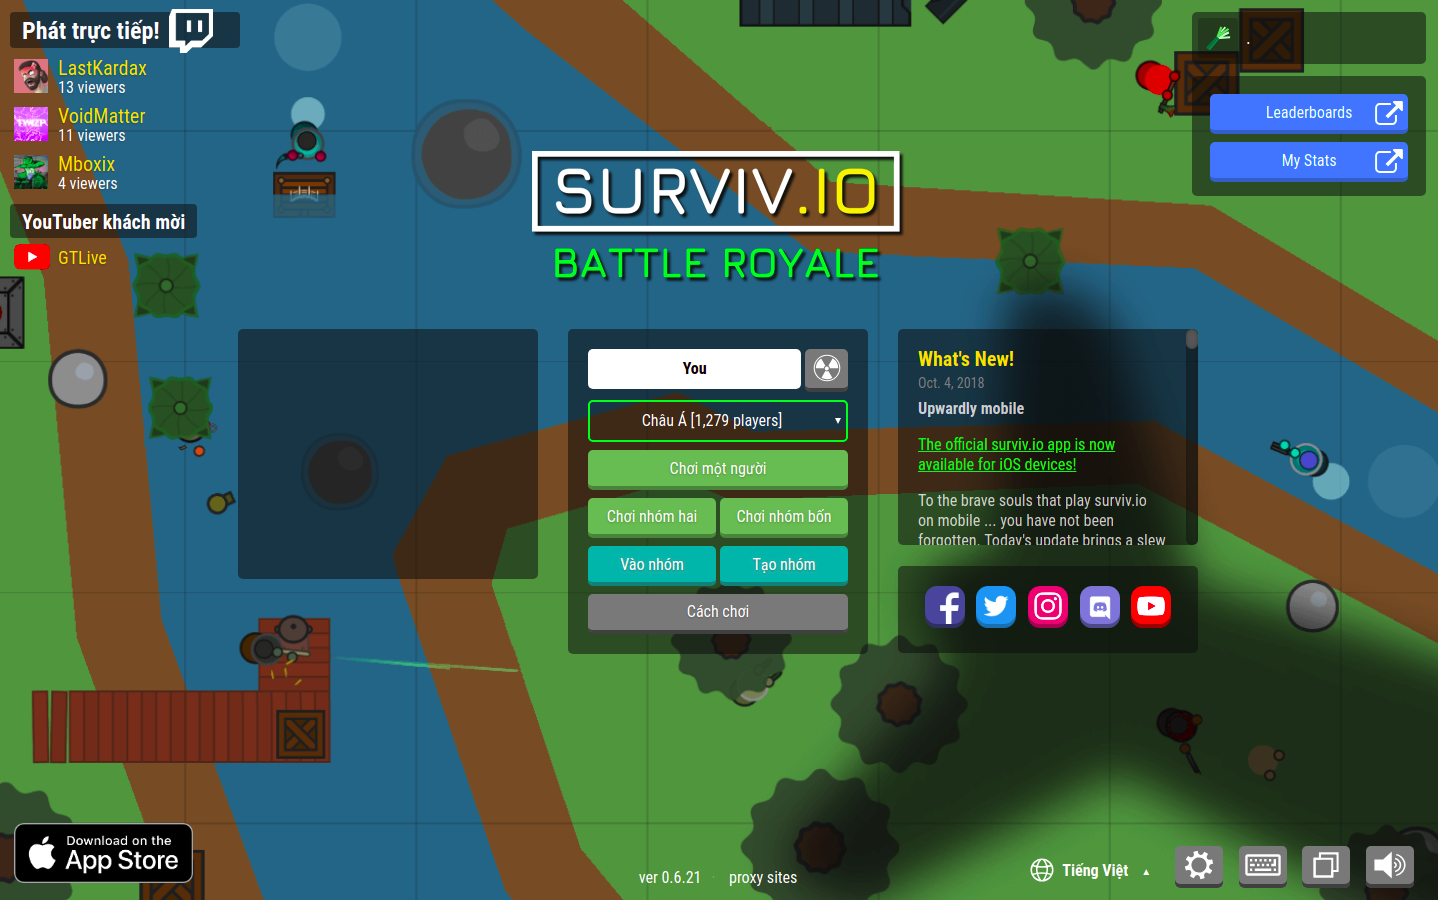 Phát trực tiếp!
LastKardax
13 viewers
VoidMatter
11 viewers
Mboxix
4 viewers
YouTuber khách mời
GTLive
SURVIV.IO
BATTLE ROYALE
You
Châu Á [1,279 players]
Chơi một người
Chơi nhóm hai
Chơi nhóm bốn
Vào nhóm
Tạo nhóm
Cách chơi
.
Leaderboards
My Stats
What's New!
Oct. 4, 2018
Upwardly mobile
The official surviv.io app is now
available for iOS devices!
To the brave souls that play surviv.io
on mobile ... you have not been
forgotten. Today's update brings a slew
Download on the
App Store
ver 0.6.21
proxy sites
Tiếng Việt